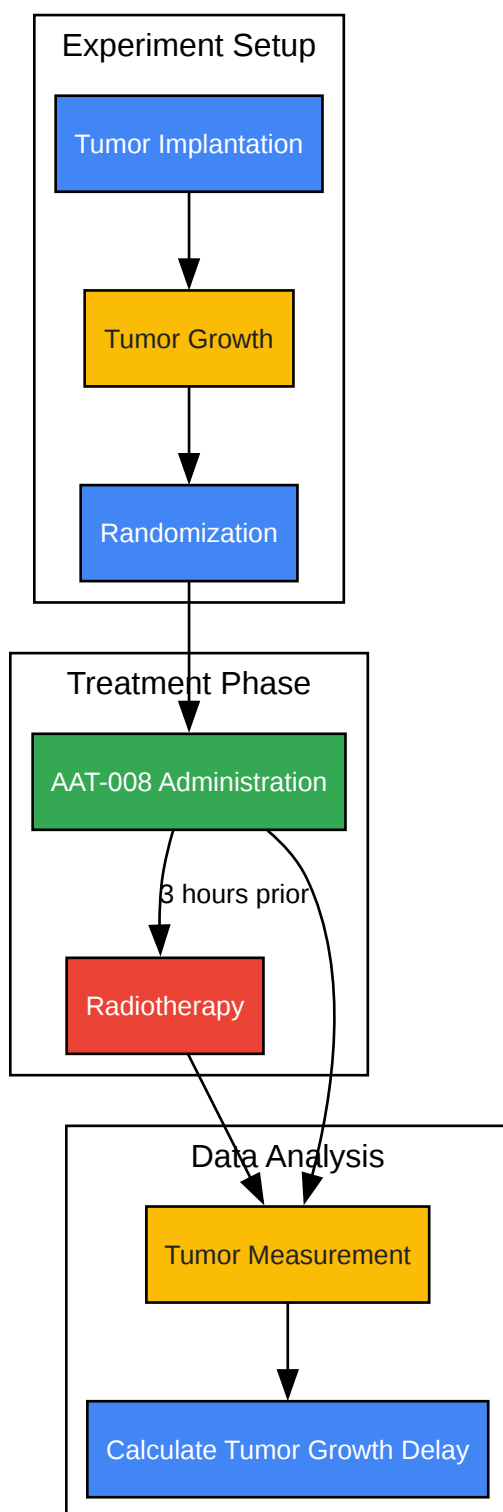 Experiment Setup
Tumor Implantation
Tumor Growth
Randomization
Treatment Phase
AAT-008 Administration
3 hours prior
Radiotherapy
Data Analysis
Tumor Measurement
Calculate Tumor Growth Delay